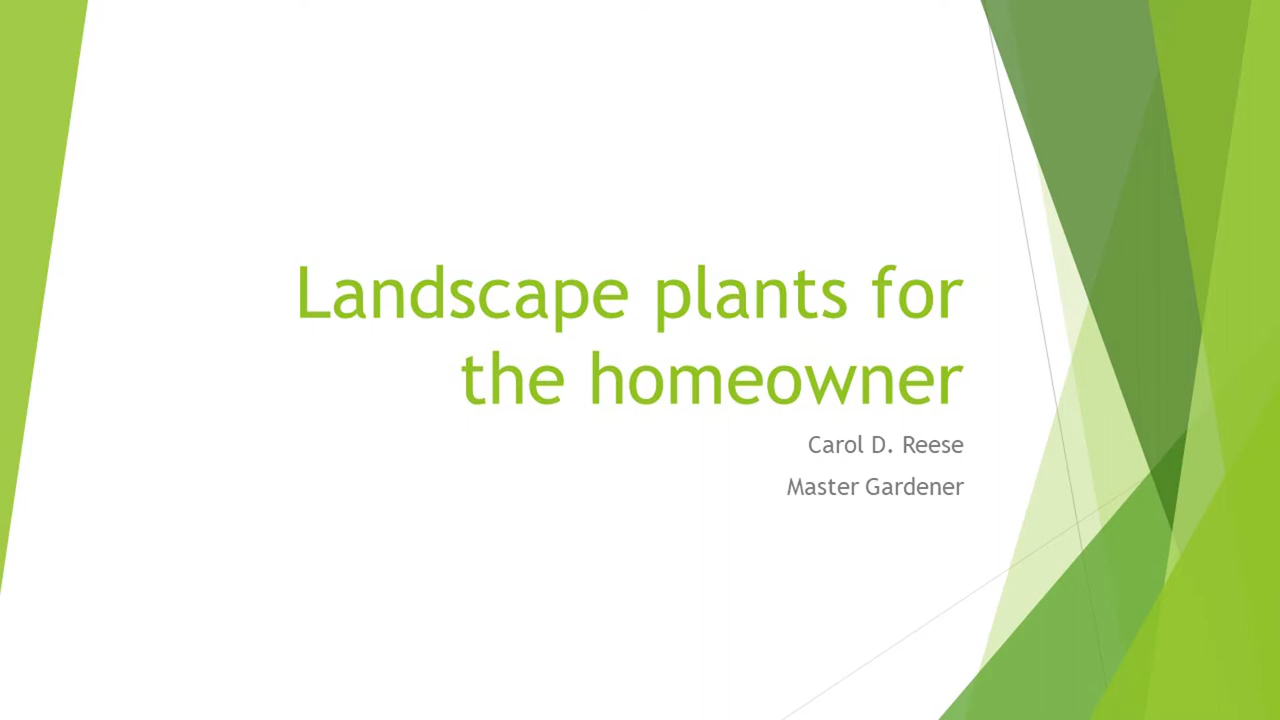 Landscape plants for
the homeowner
Carol D. Reese
Master Gardener